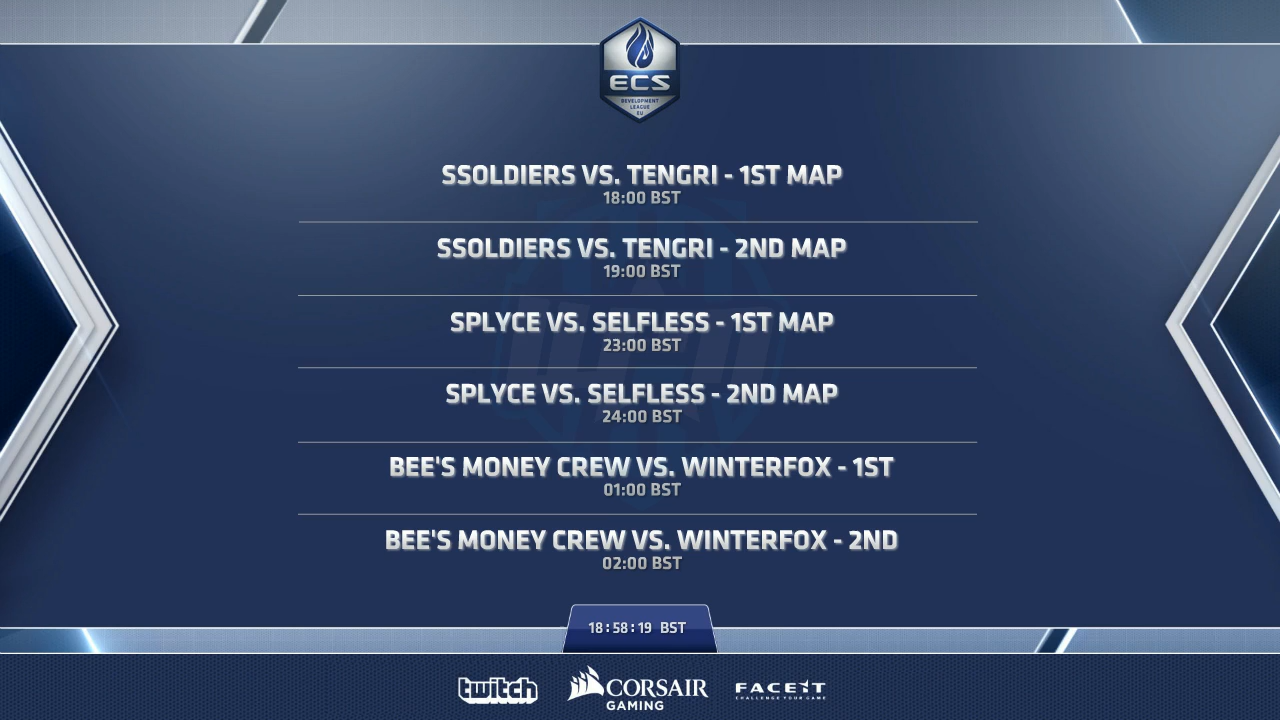 ECS
DEVELOPMENT
LEAGUE
EU
SSOLDIERS VS. TENGRI - 1ST MAP
18:00 BST
SSOLDIERS VS. TENGRI - 2ND MAP
19:00 BST
SPLYCE VS. SELFLESS - 1ST MAP
23:00 BST
SPLYCE VS. SELFLESS - 2ND MAP
24:00 BST
BEE'S MONEY CREW VS. WINTERFOX - 1ST
01:00 BST
BEE'S MONEY CREW VS. WINTERFOX - 2ND
02:00 BST
18:58:19 BST
twitch
CORSAIR
GAMING
FACEIT
CHALLENGE YOUR GAME